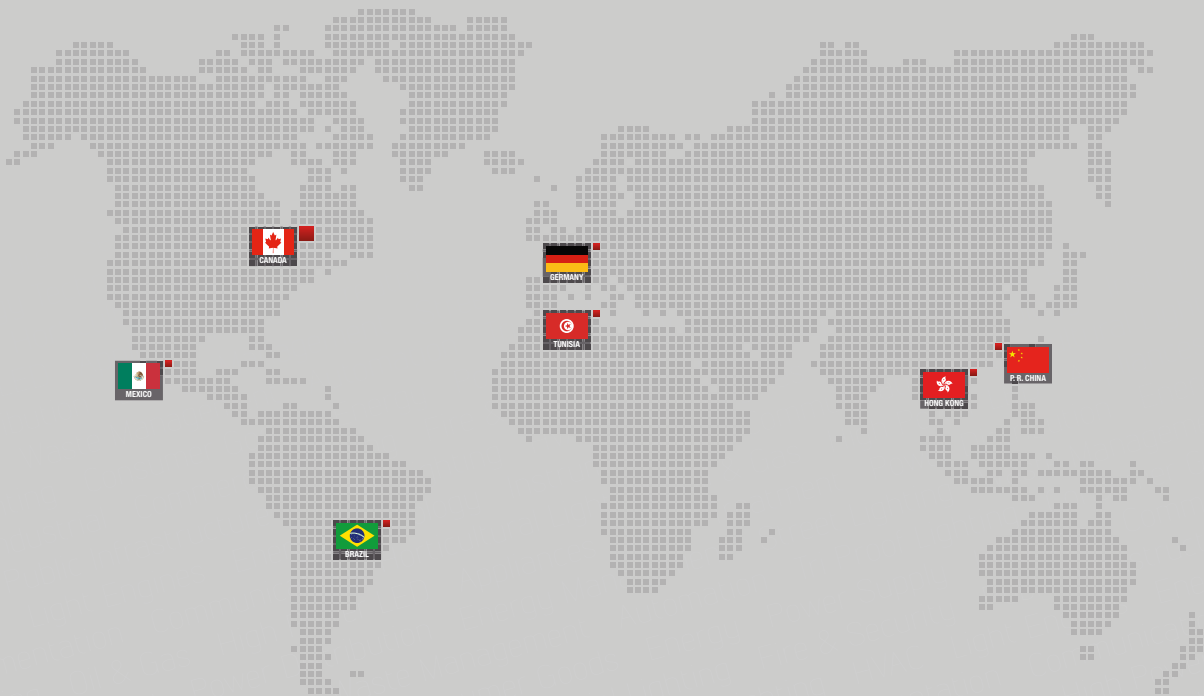 CANADA
GERMANY
TUNISIA
P.R. CHINA
MEXICO
HONG KONG
BRAZIL